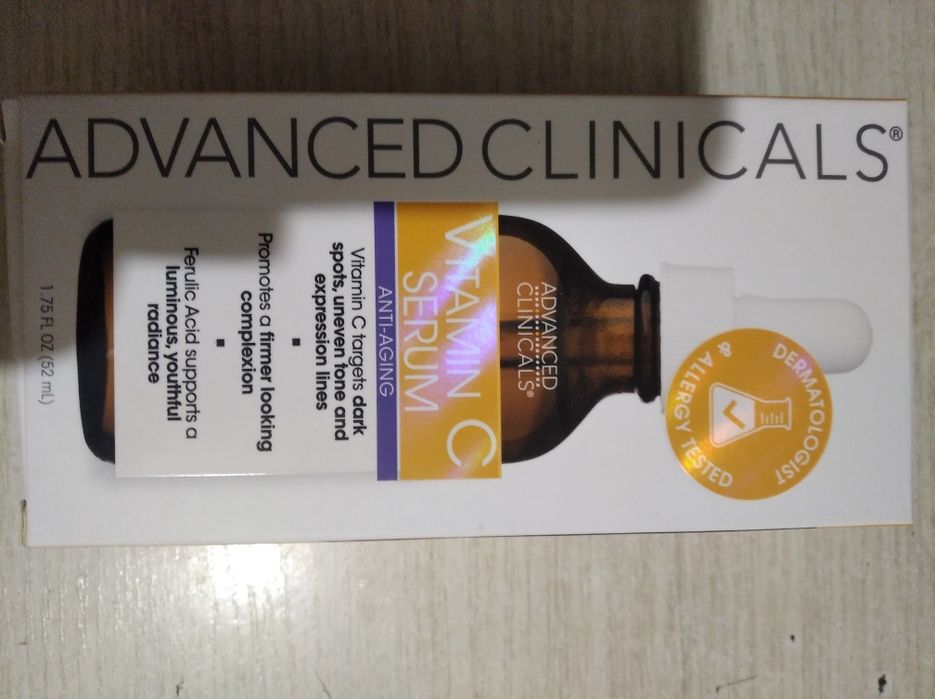 ADVANCED CLINICALS®
ADVANCED
CLINICALS®
VITAMIN C
SERUM
ANTI-AGING
Vitamin C targets dark
spots, uneven tone and
expression lines
Promotes a firmer looking
complexion
Ferulic Acid supports a
luminous, youthful
radiance
1.75 FL OZ (52 mL)
DERMATOLOGIST
& ALLERGY TESTED